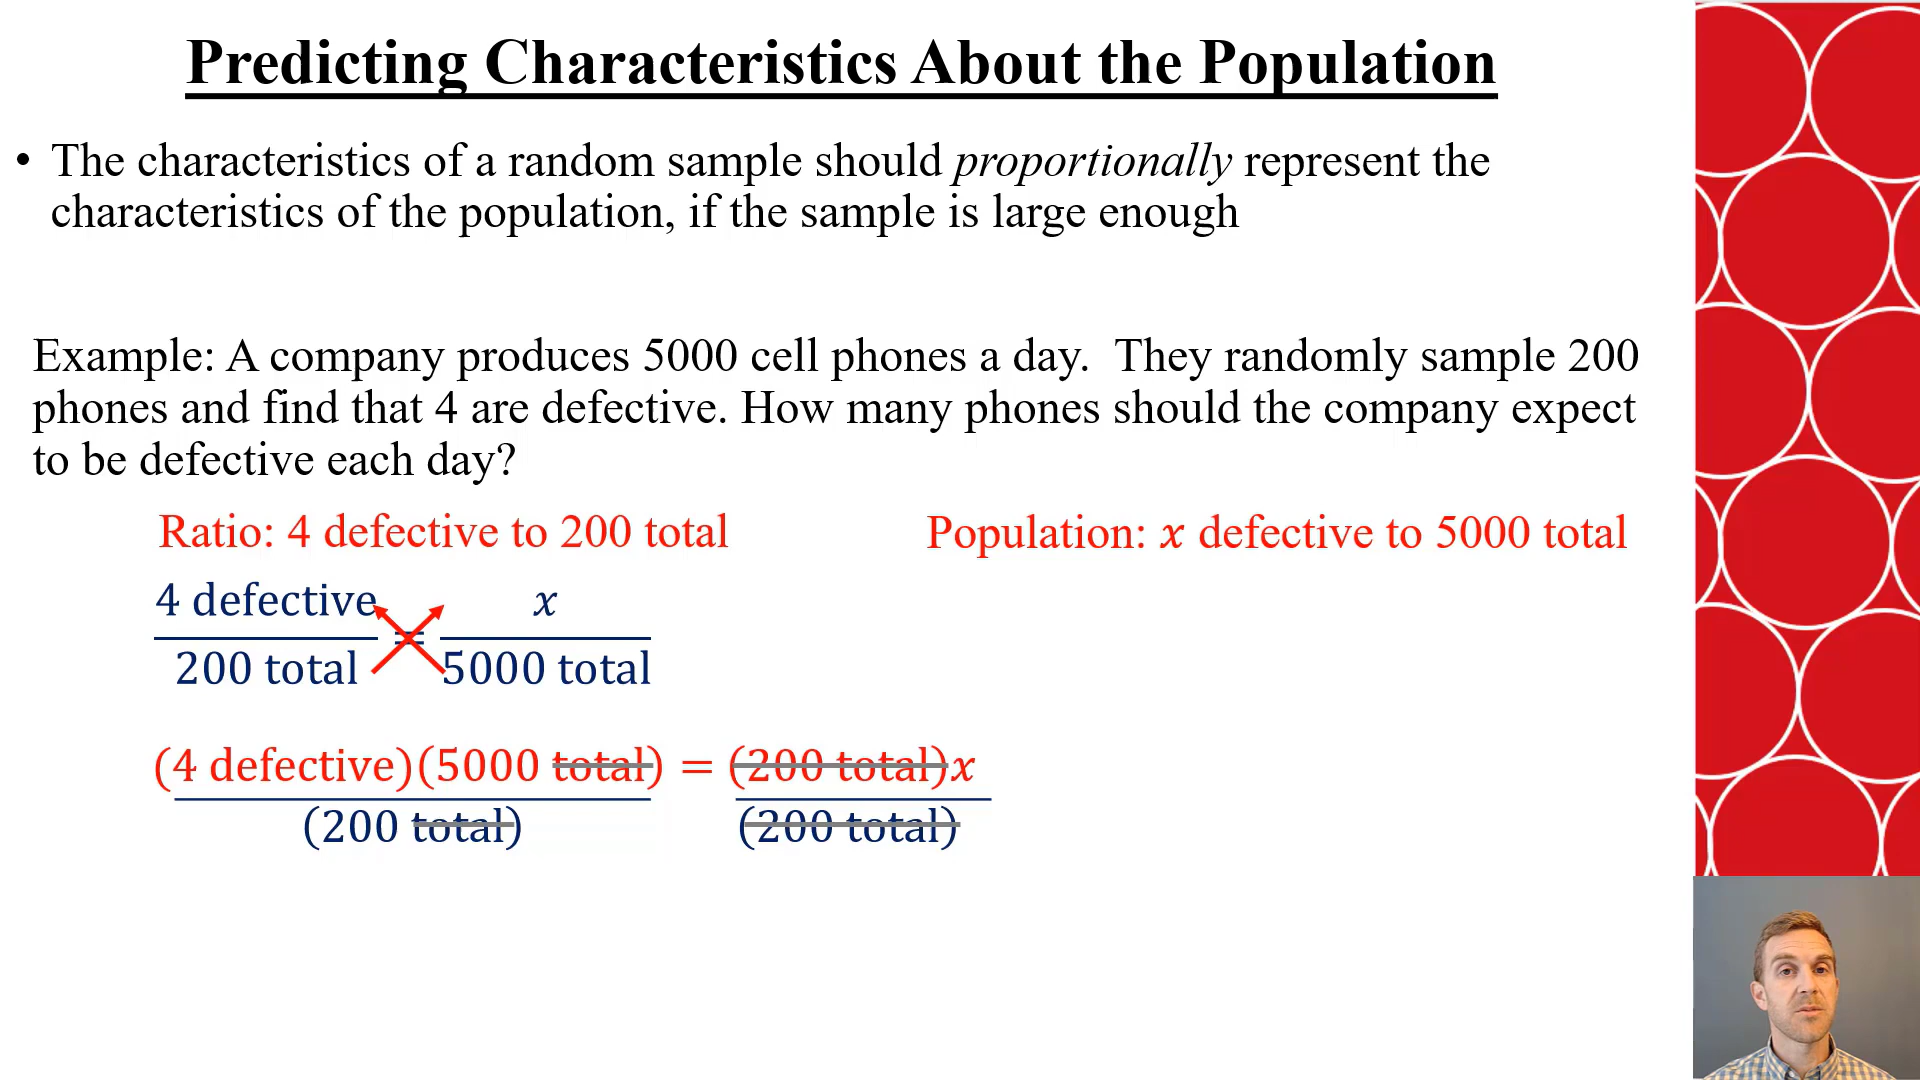 Predicting Characteristics About the Population
• The characteristics of a random sample should proportionally represent the
characteristics of the population, if the sample is large enough
Example: A company produces 5000 cell phones a day. They randomly sample 200
phones and find that 4 are defective. How many phones should the company expect
to be defective each day?
Ratio: 4 defective to 200 total
Population: x defective to 5000 total
4 defective = x
200 total 5000 total
(4 defective)(5000 total) = (200 total)x
(200 total) (200 total)